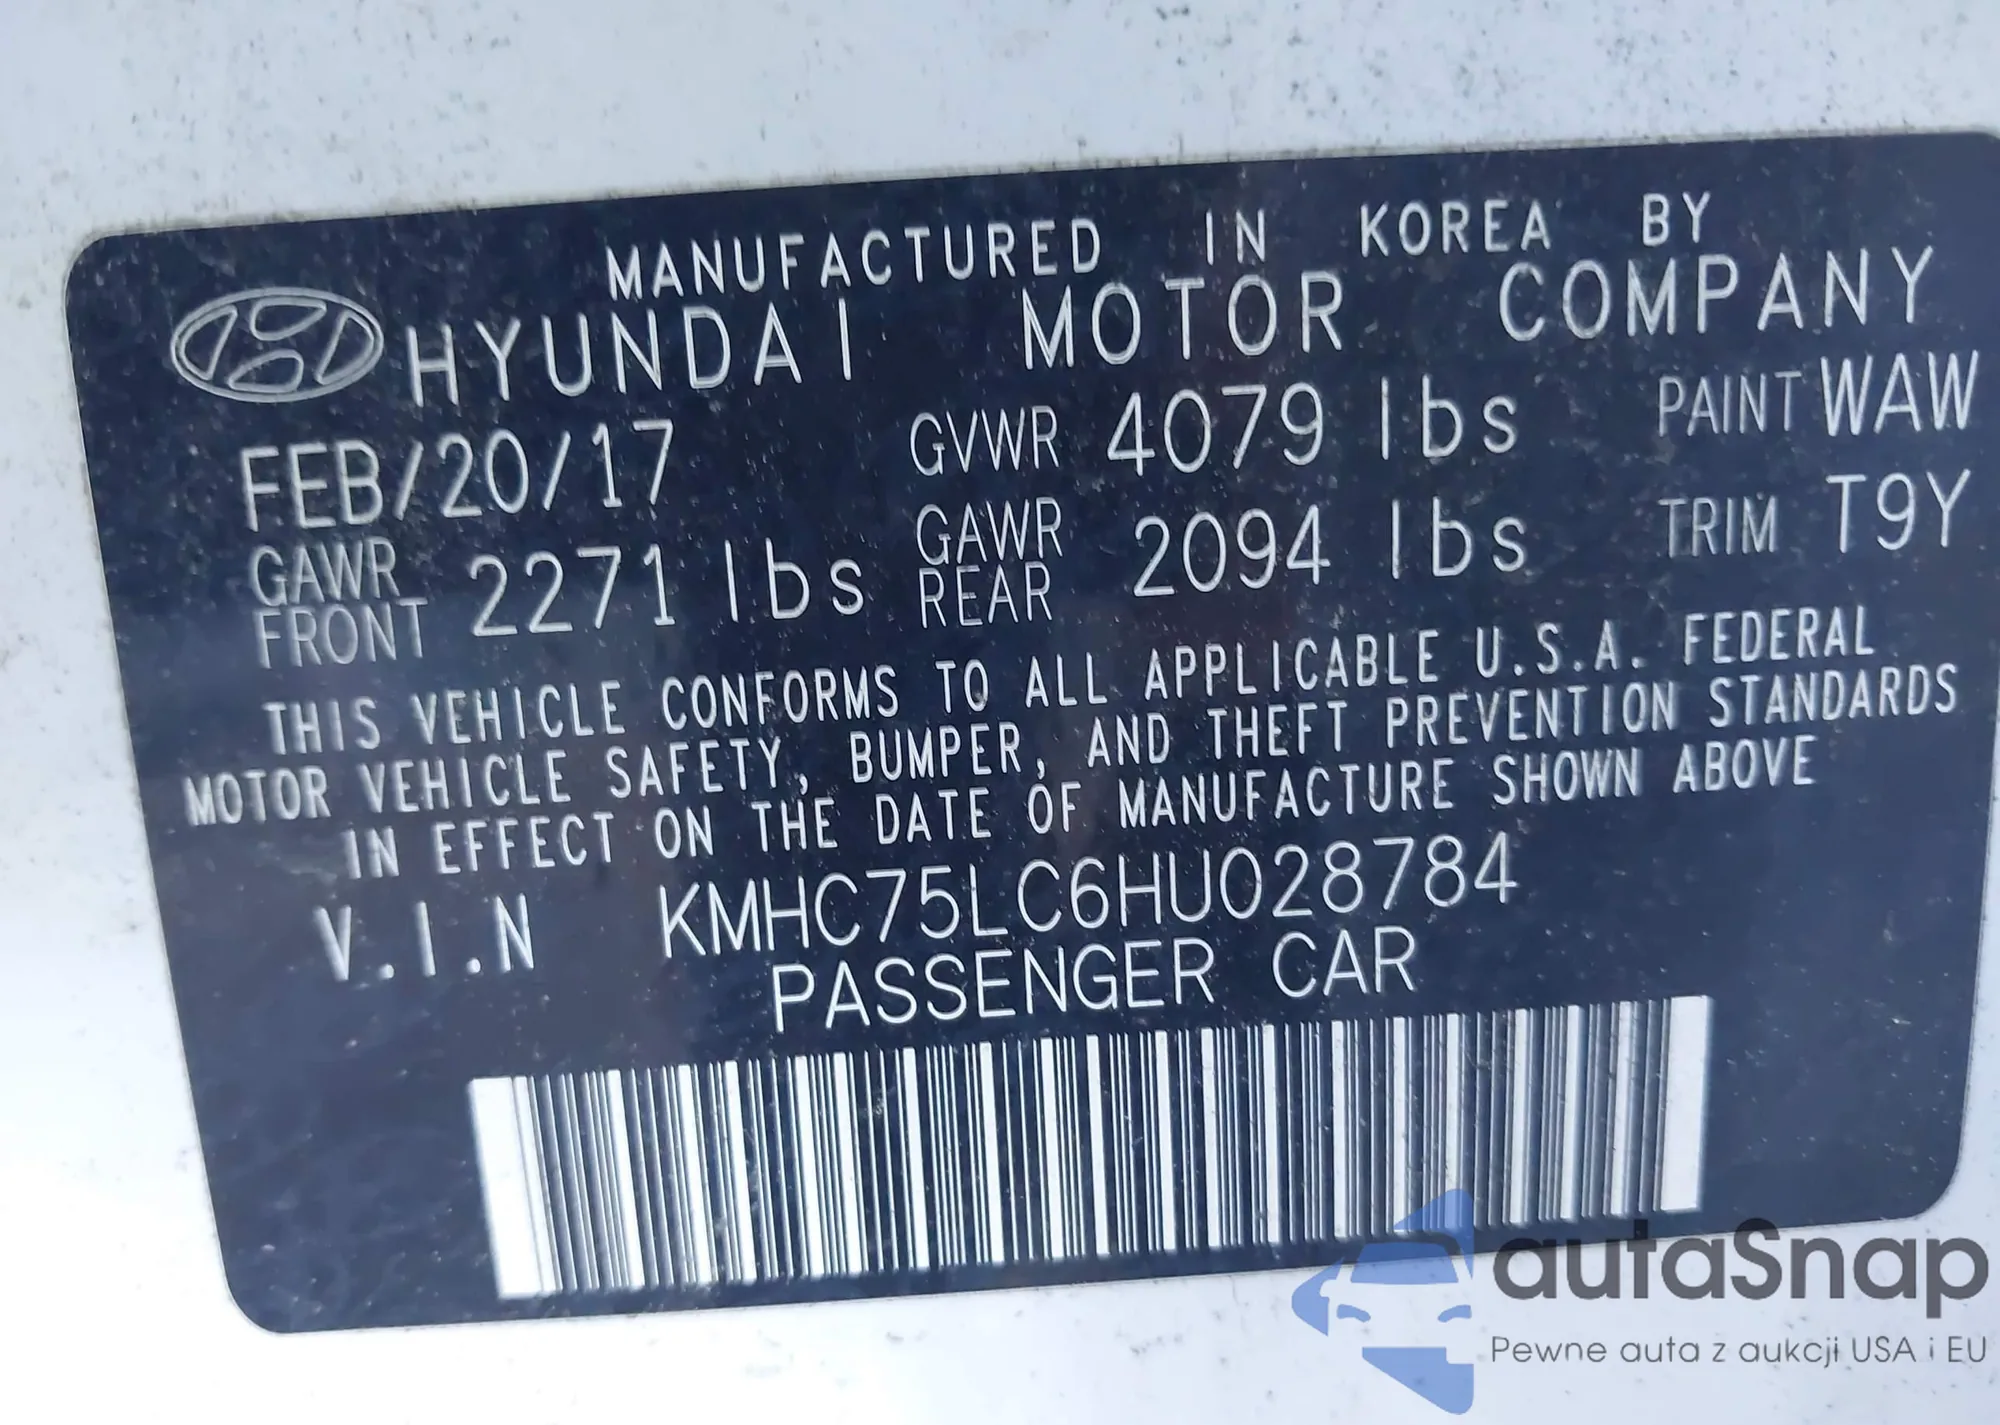 MANUFACTURED IN KOREA BY
HYUNDAI MOTOR COMPANY
FEB/20/17 GVWR 4079 lbs PAINT WAW
GAWR FRONT 2271 lbs GAWR REAR 2094 lbs TRIM T9Y
THIS VEHICLE CONFORMS TO ALL APPLICABLE U.S.A. FEDERAL
MOTOR VEHICLE SAFETY, BUMPER, AND THEFT PREVENTION STANDARDS
IN EFFECT ON THE DATE OF MANUFACTURE SHOWN ABOVE
V.I.N KMHC75LC6HU028784
PASSENGER CAR
autaSnap
Pewne auta z aukcji USA i EU